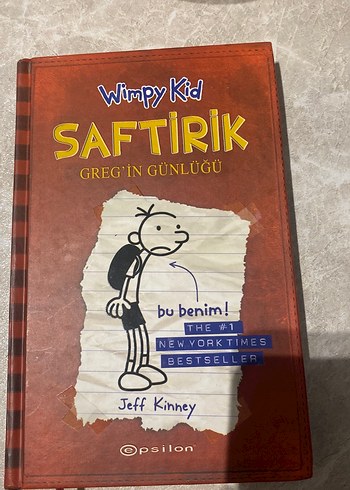 Wimpy Kid
SAFTİRİK
GREG'İN GÜNLÜĞÜ
bu benim!
THE #1
NEW YORK TIMES
BESTSELLER
Jeff Kinney
epsilon